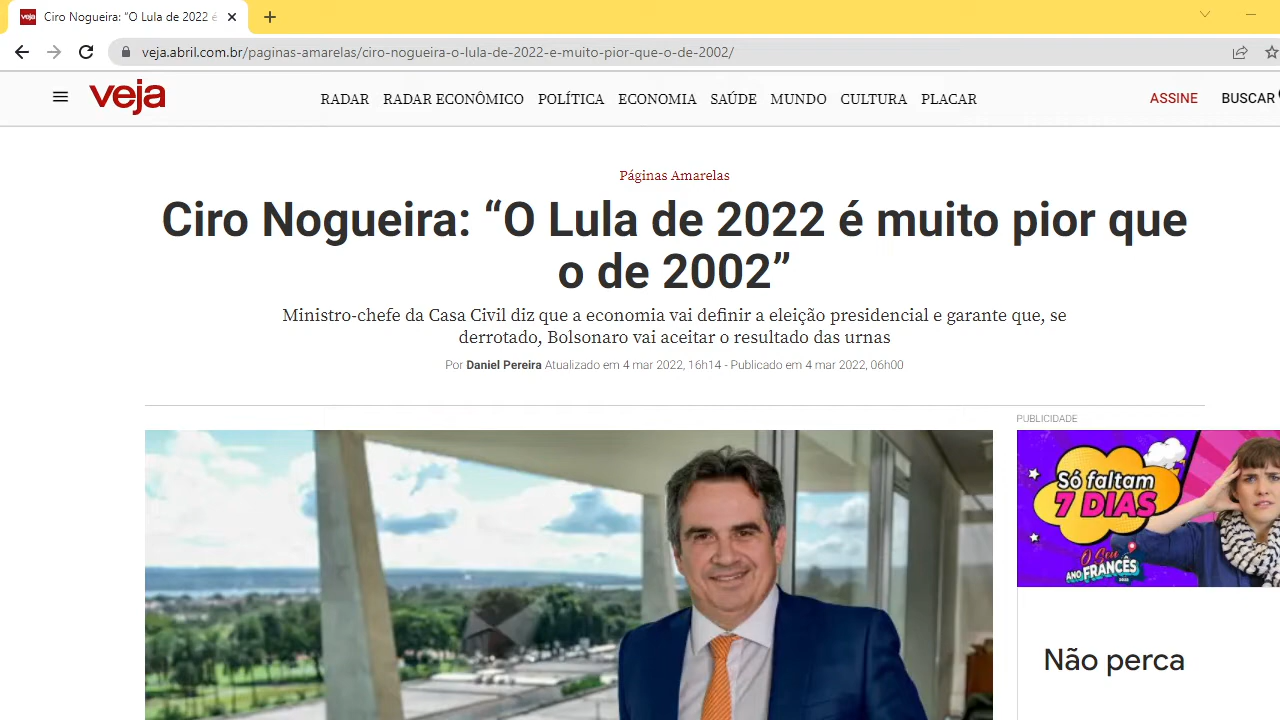 veja
Ciro Nogueira: “O Lula de 2022 é
veja.abril.com.br/paginas-amarelas/ciro-nogueira-o-lula-de-2022-e-muito-pior-que-o-de-2002/
veja
RADAR RADAR ECONÔMICO POLÍTICA ECONOMIA SAÚDE MUNDO CULTURA PLACAR
ASSINE BUSCAR
Páginas Amarelas
Ciro Nogueira: “O Lula de 2022 é muito pior que
o de 2002”
Ministro-chefe da Casa Civil diz que a economia vai definir a eleição presidencial e garante que, se
derrotado, Bolsonaro vai aceitar o resultado das urnas
Por Daniel Pereira Atualizado em 4 mar 2022, 16h14 - Publicado em 4 mar 2022, 06h00
PUBLICIDADE
Só faltam
7 DIAS
O Seu
ANO FRANCÊS
2022
Não perca